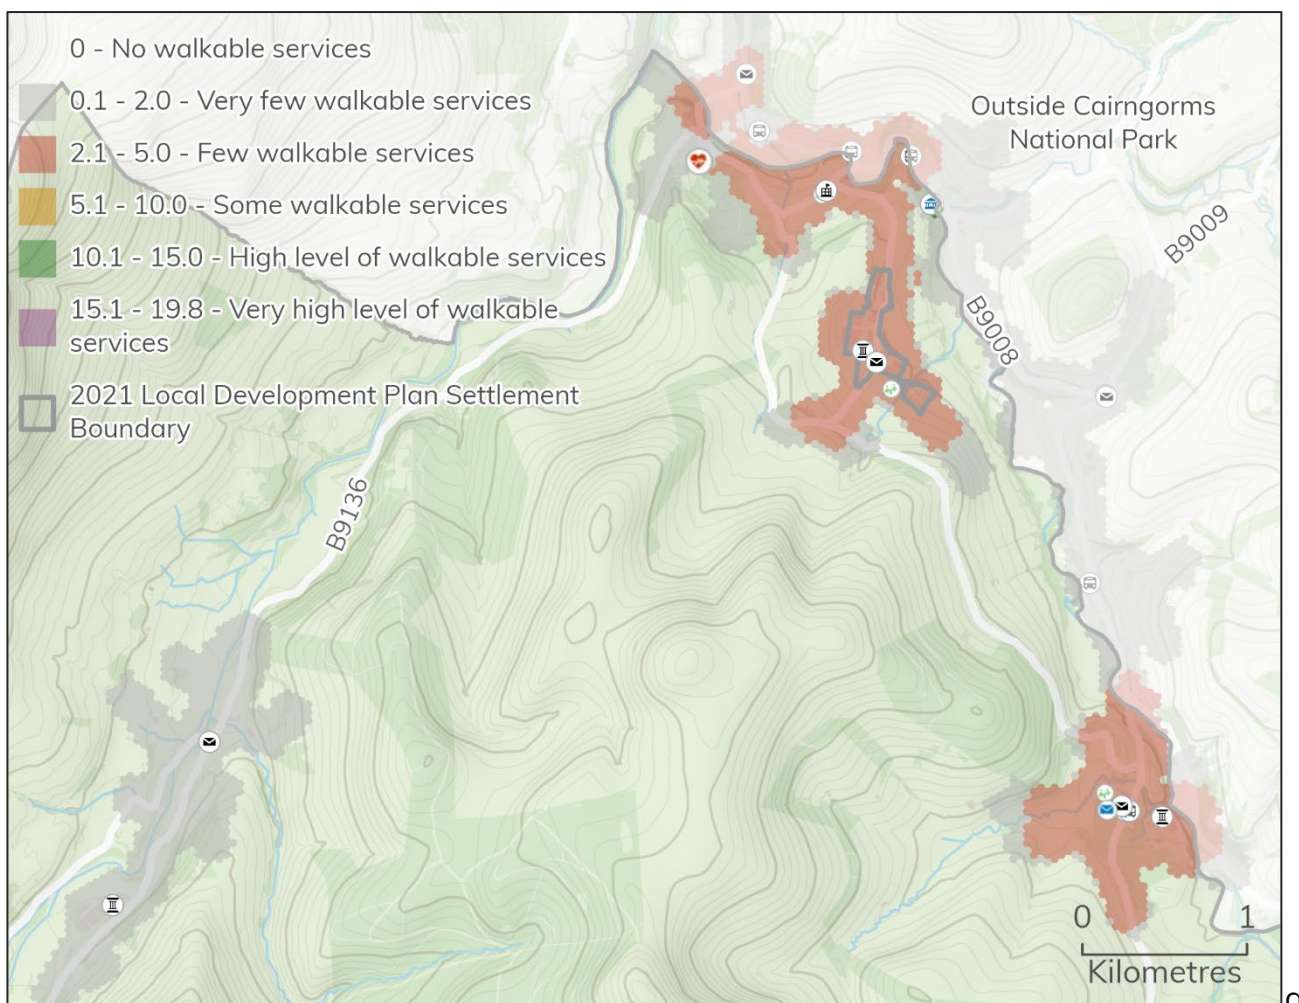 0 - No walkable services
0.1 - 2.0 - Very few walkable services
2.1 - 5.0 - Few walkable services
5.1 - 10.0 - Some walkable services
10.1 - 15.0 - High level of walkable services
15.1 - 19.8 - Very high level of walkable
services
2021 Local Development Plan Settlement
Boundary
Outside Cairngorms
National Park
B9009
B9008
B9136
0 1
Kilometres